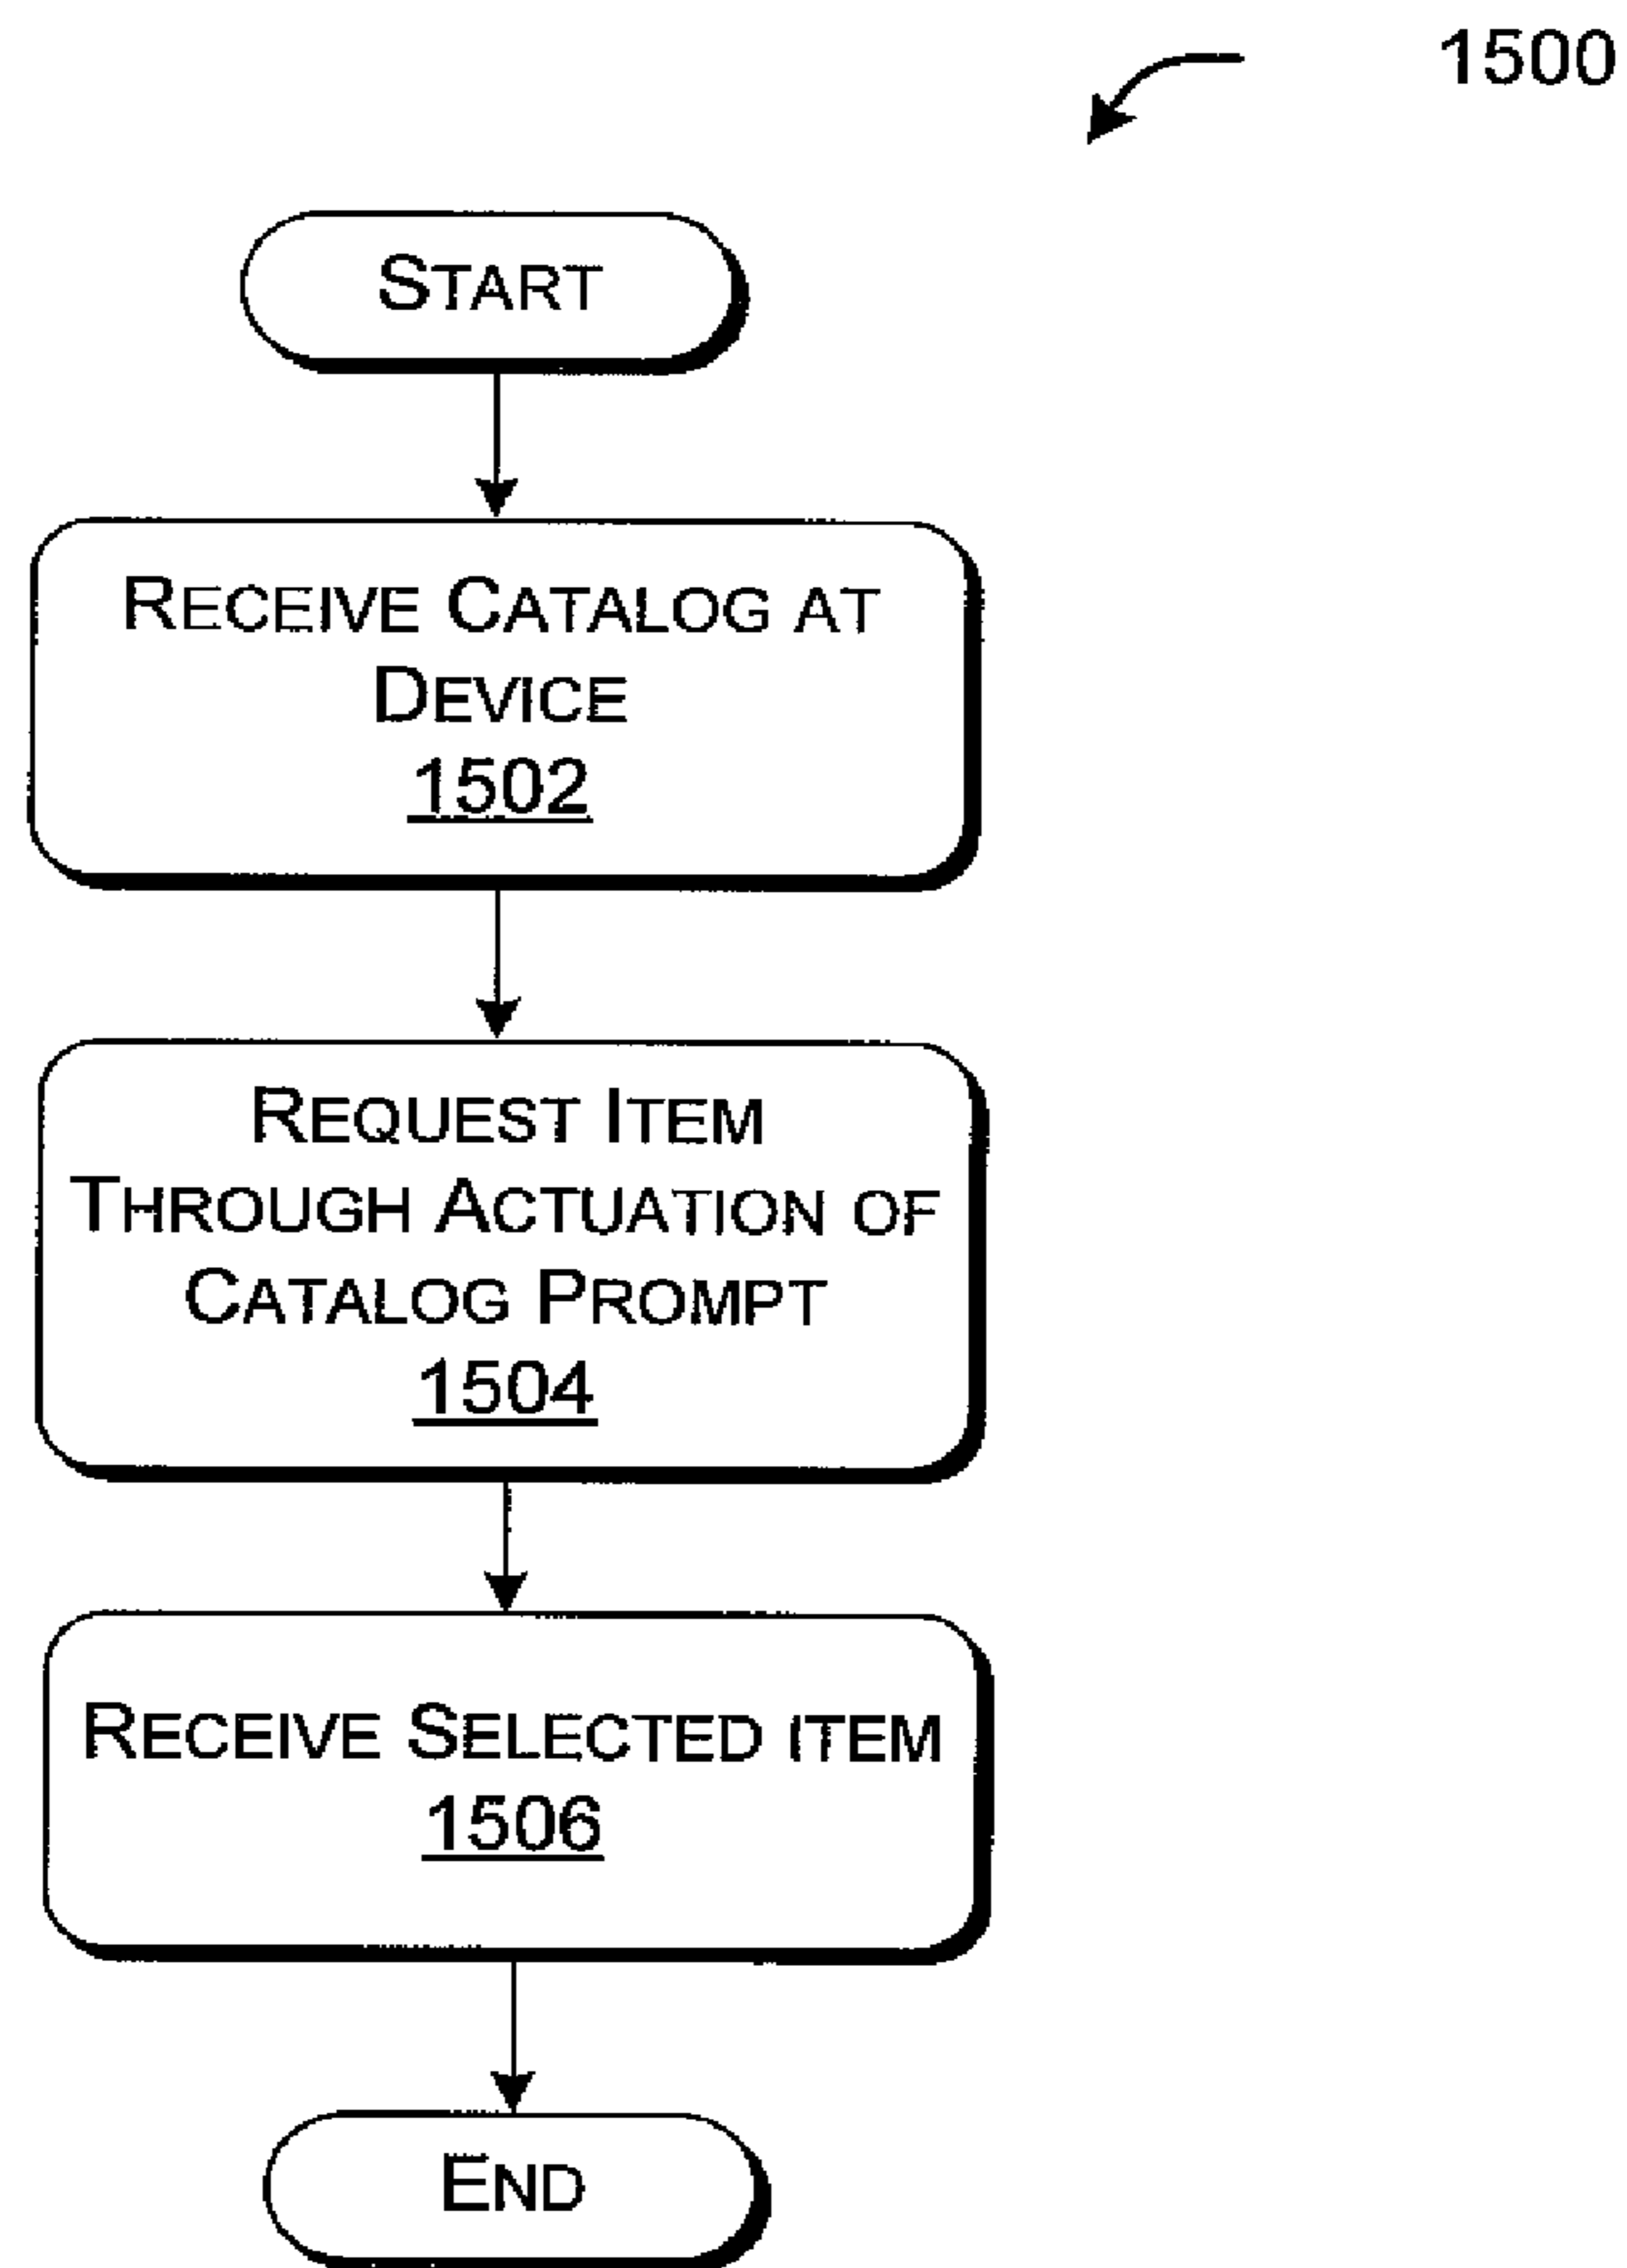 1500
START
RECEIVE CATALOG AT
DEVICE
1502
REQUEST ITEM
THROUGH ACTUATION OF
CATALOG PROMPT
1504
RECEIVE SELECTED ITEM
1506
END